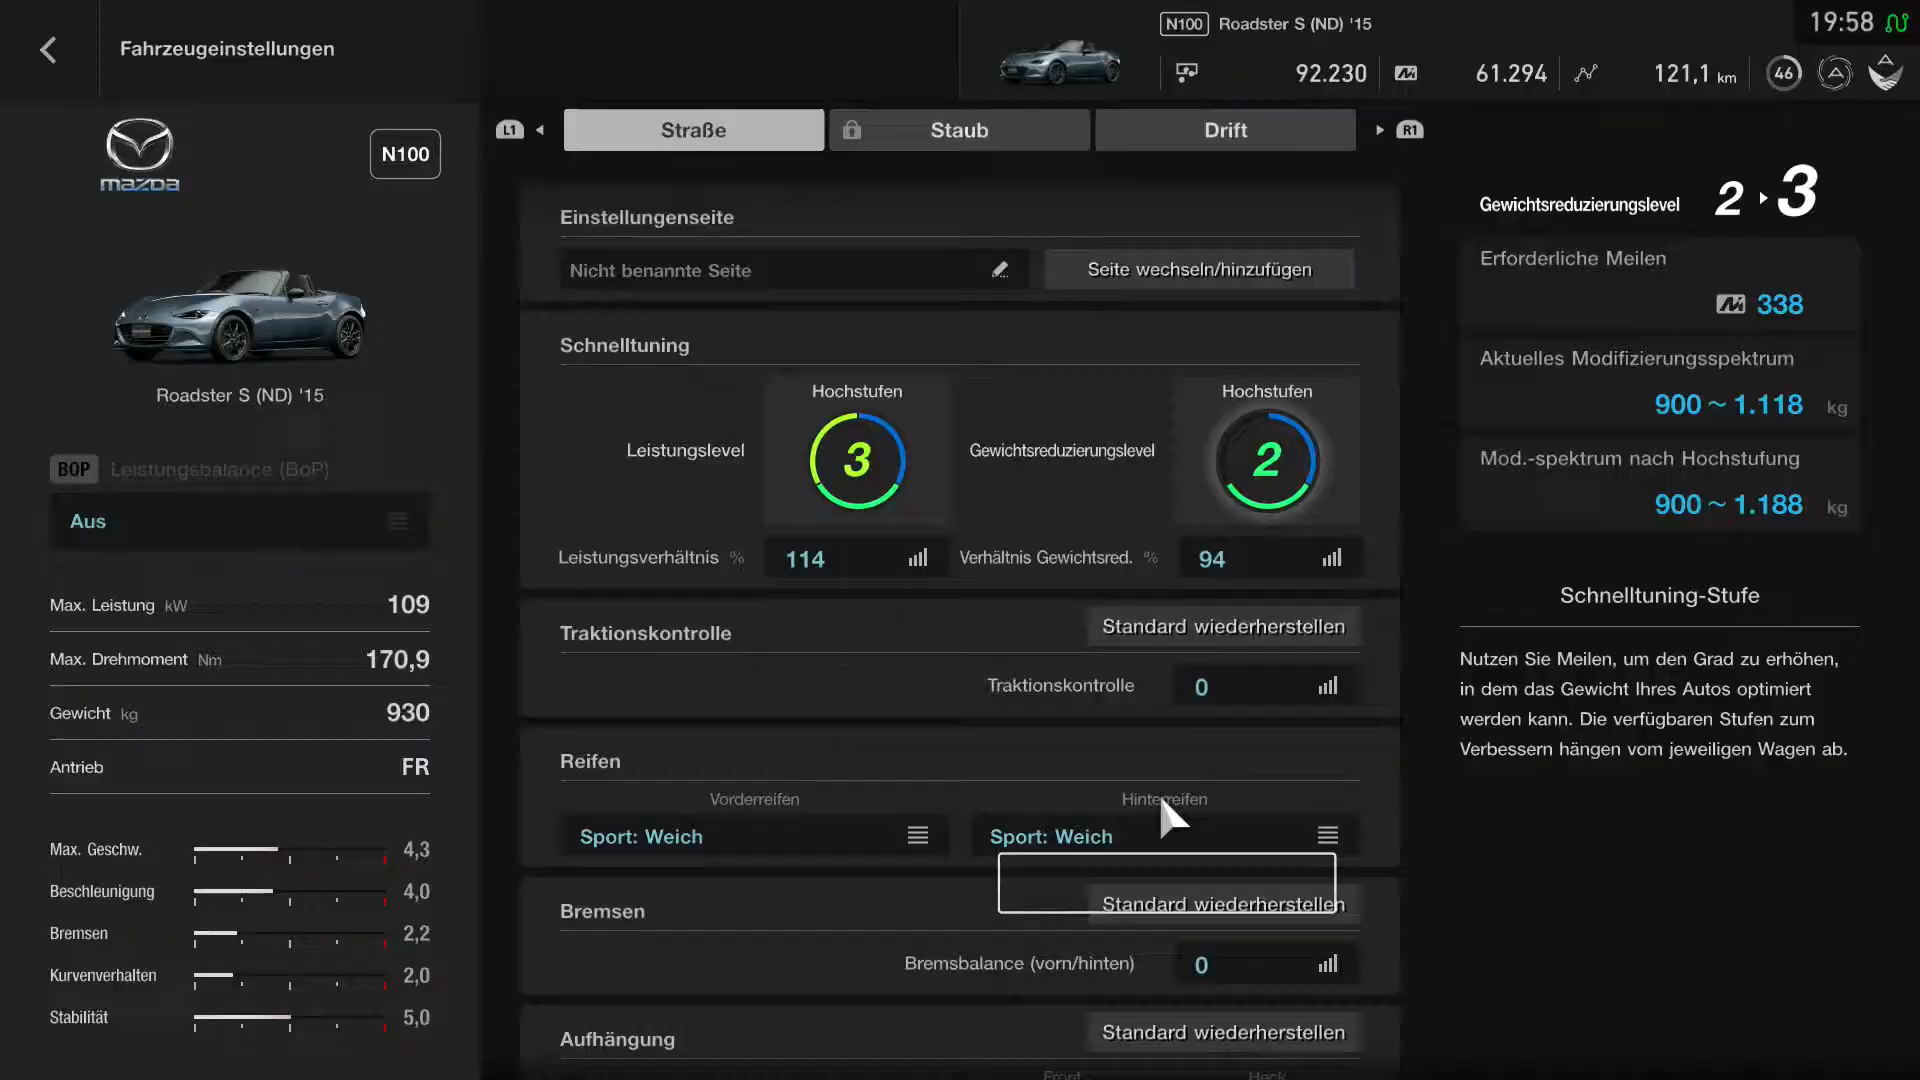 Fahrzeugeinstellungen
N100 Roadster S (ND) '15
19:58
92.230
61.294
121,1 km
46
mazda
N100
Roadster S (ND) '15
BOP Leistungsbalance (BoP)
Aus
Max. Leistung kW 109
Max. Drehmoment Nm 170,9
Gewicht kg 930
Antrieb FR
Max. Geschw. 4,3
Beschleunigung 4,0
Bremsen 2,2
Kurvenverhalten 2,0
Stabilität 5,0
L1 Straße Staub Drift R1
Einstellungenseite
Nicht benannte Seite
Seite wechseln/hinzufügen
Schnelltuning
Hochstufen Hochstufen
Leistungslevel 3 Gewichtsreduzierungslevel 2
Leistungsverhältnis % 114 Verhältnis Gewichtsred. % 94
Traktionskontrolle Standard wiederherstellen
Traktionskontrolle 0
Reifen
Vorderreifen Hinterreifen
Sport: Weich Sport: Weich
Bremsen Standard wiederherstellen
Bremsbalance (vorn/hinten) 0
Aufhängung Standard wiederherstellen
Front Heck
Gewichtsreduzierungslevel 2 3
Erforderliche Meilen
338
Aktuelles Modifizierungsspektrum
900 ~ 1.118 kg
Mod.-spektrum nach Hochstufung
900 ~ 1.188 kg
Schnelltuning-Stufe
Nutzen Sie Meilen, um den Grad zu erhöhen,
in dem das Gewicht Ihres Autos optimiert
werden kann. Die verfügbaren Stufen zum
Verbessern hängen vom jeweiligen Wagen ab.